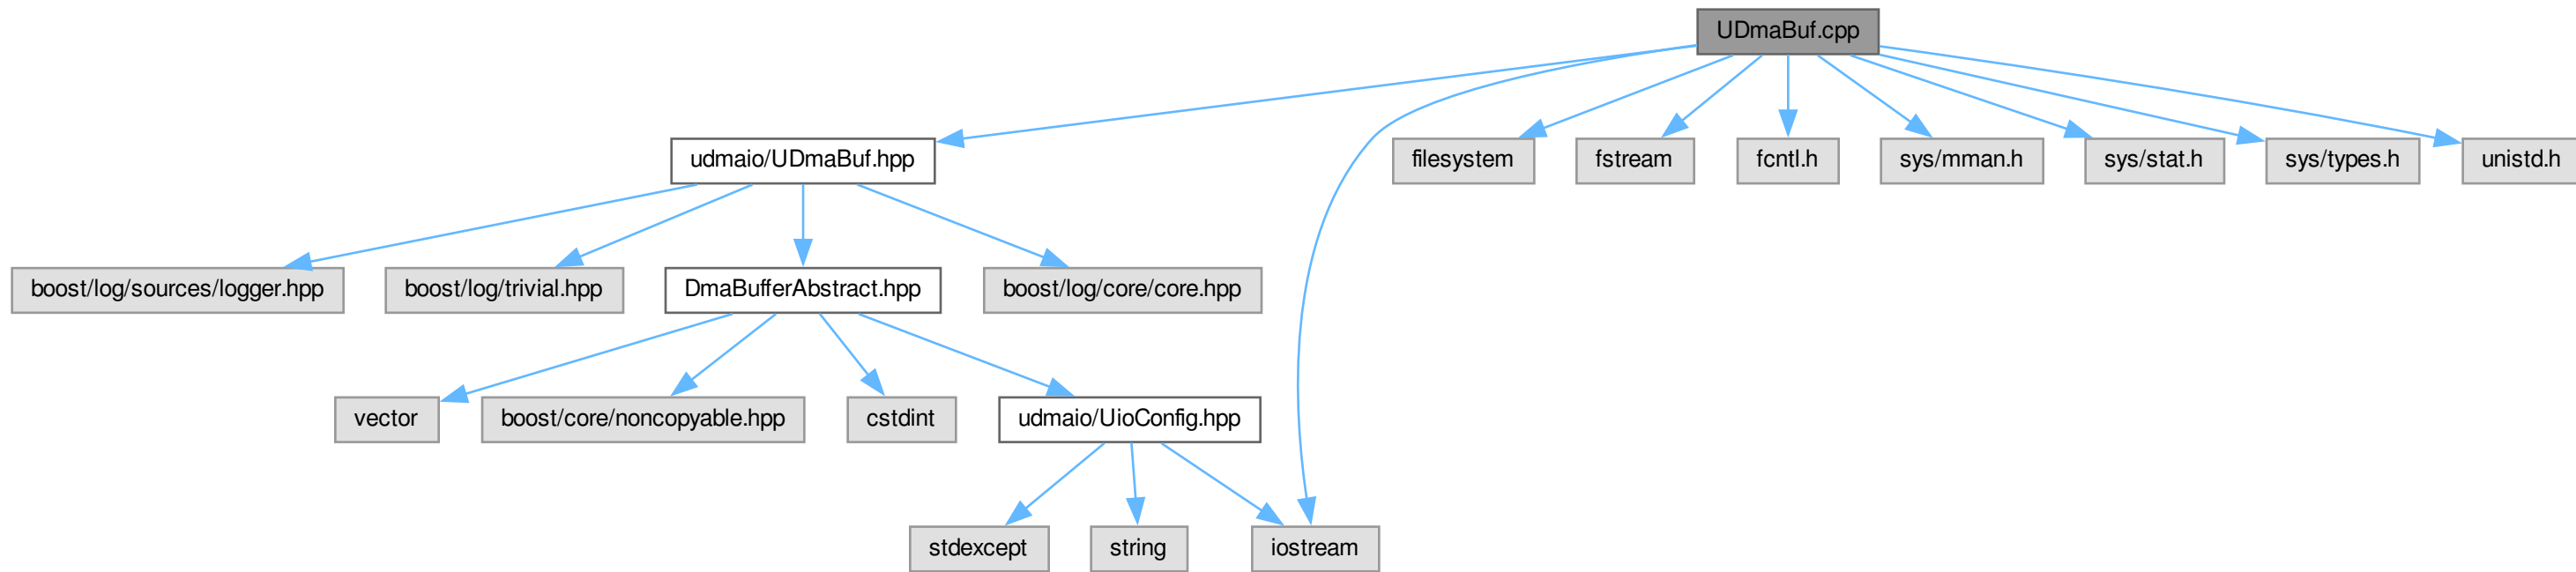 UDmaBuf.cpp
udmaio/UDmaBuf.hpp
filesystem
fstream
fcntl.h
sys/mman.h
sys/stat.h
sys/types.h
unistd.h
boost/log/sources/logger.hpp
boost/log/trivial.hpp
DmaBufferAbstract.hpp
boost/log/core/core.hpp
vector
boost/core/noncopyable.hpp
cstdint
udmaio/UioConfig.hpp
stdexcept
string
iostream